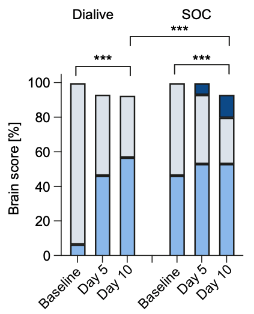 Dialive SOC
***
*** ***
100
80
60
40
20
0
Brain score [%]
Baseline
Day 5
Day 10
Baseline
Day 5
Day 10